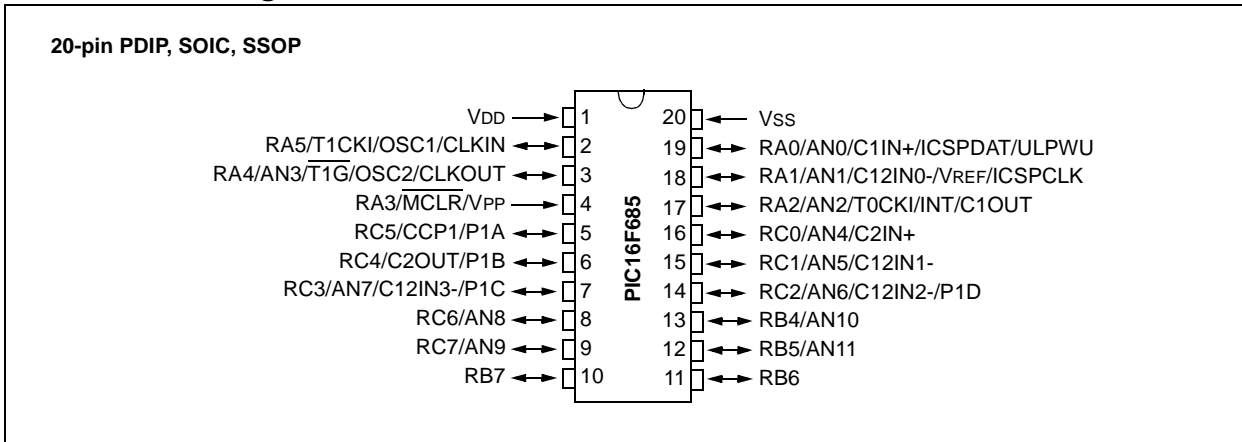 20-pin PDIP, SOIC, SSOP
VDD 1 20 VSS
RA5/T1CKI/OSC1/CLKIN 2 19 RA0/AN0/C1IN+/ICSPDAT/ULPWU
RA4/AN3/T1G/OSC2/CLKOUT 3 18 RA1/AN1/C12IN0-/VREF/ICSPCLK
RA3/MCLR/VPP 4 17 RA2/AN2/T0CKI/INT/C1OUT
RC5/CCP1/P1A 5 16 RC0/AN4/C2IN+
RC4/C2OUT/P1B 6 15 RC1/AN5/C12IN1-
RC3/AN7/C12IN3-/P1C 7 14 RC2/AN6/C12IN2-/P1D
RC6/AN8 8 13 RB4/AN10
RC7/AN9 9 12 RB5/AN11
RB7 10 11 RB6
PIC16F685